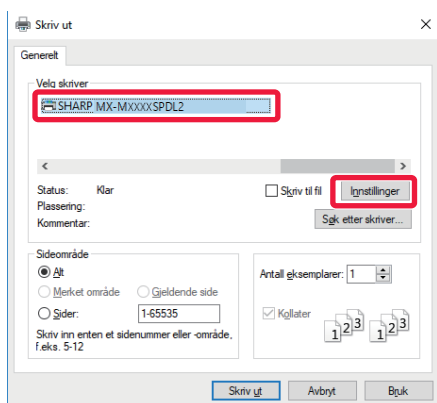 Skriv ut
Generelt
Velg skriver
SHARP MX-MXXXXSPDL2
Status: Klar
Skriv til fil
Innstillinger
Plassering:
Kommentar:
Søk etter skriver...
Sideområde
Alt
Merket område Gjeldende side
Sider: 1-65535
Skriv inn enten et sidenummer eller -område,
f.eks. 5-12
Antall eksemplarer: 1
Kollater
1 2 3 1 2 3
Skriv ut Avbryt Bruk